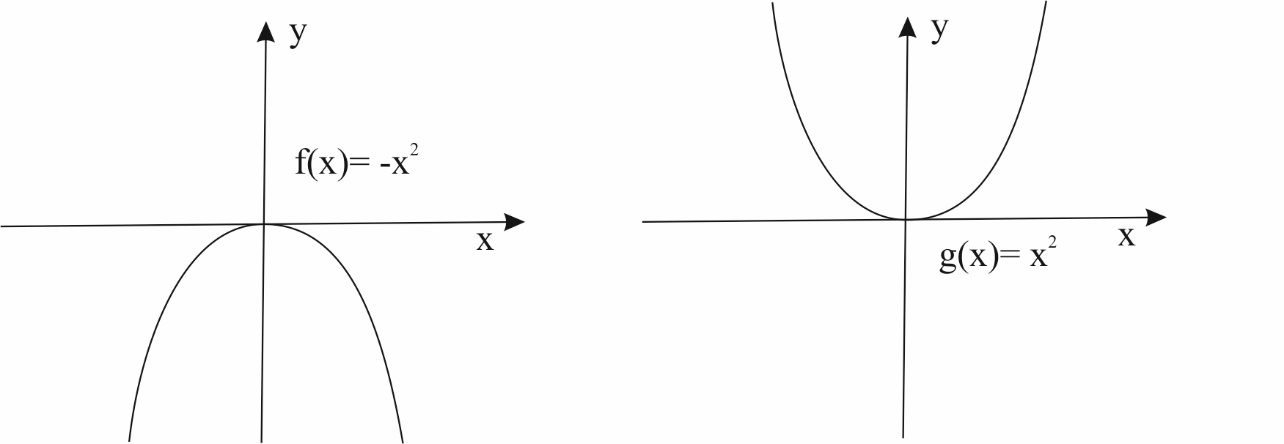 y
f(x)= -x²
x
y
g(x)= x²
x